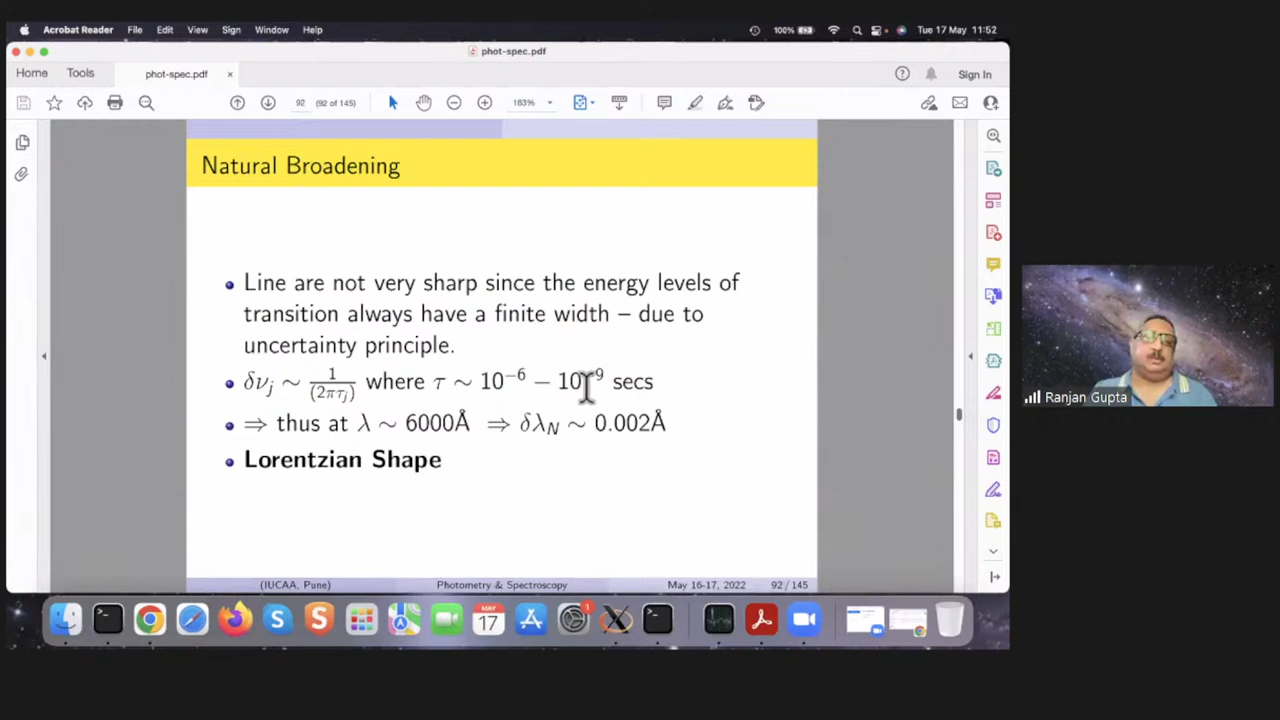 Acrobat Reader File Edit View Sign Window Help 100% Tue 17 May 11:52
phot-spec.pdf
Home Tools phot-spec.pdf × Sign In
92 (92 of 145) 183%
Natural Broadening
Line are not very sharp since the energy levels of
transition always have a finite width – due to
uncertainty principle.
δν_j ∼ 1/(2πτ_j) where τ ∼ 10⁻⁶ − 10⁻⁹ secs
⇒ thus at λ ∼ 6000Å ⇒ δλ_N ∼ 0.002Å
Lorentzian Shape
(IUCAA, Pune) Photometry & Spectroscopy May 16-17, 2022 92 / 145
Ranjan Gupta
MAY
17
1